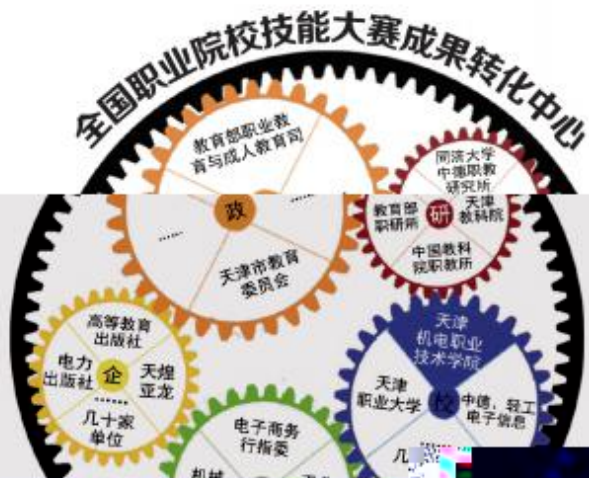 全国职业院校技能大赛成果转化中心
教育部职业教
育与成人教育司
......
政
......
天津市教育
委员会
同济大学
中德职教
研究所
教育部
职研所
研
天津
教科院
中国教科
院职教所
高等教育
出版社
电力
出版社
企
天煌
亚龙
......
几十家
单位
天津
机电职业
技术学院
天津
职业大学
校
中德、轻工
电子信息
......
几
电子商务
行指委
机械